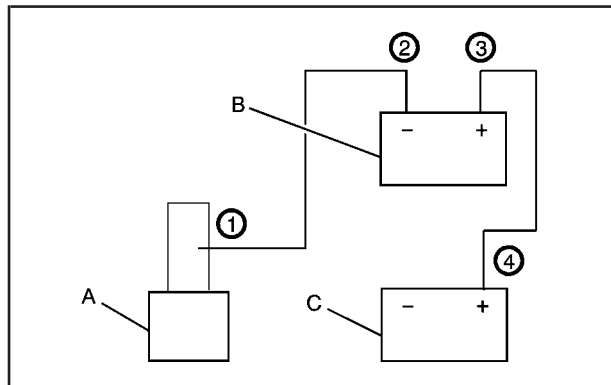 ② ③
B
− +
①
④
A
C
− +